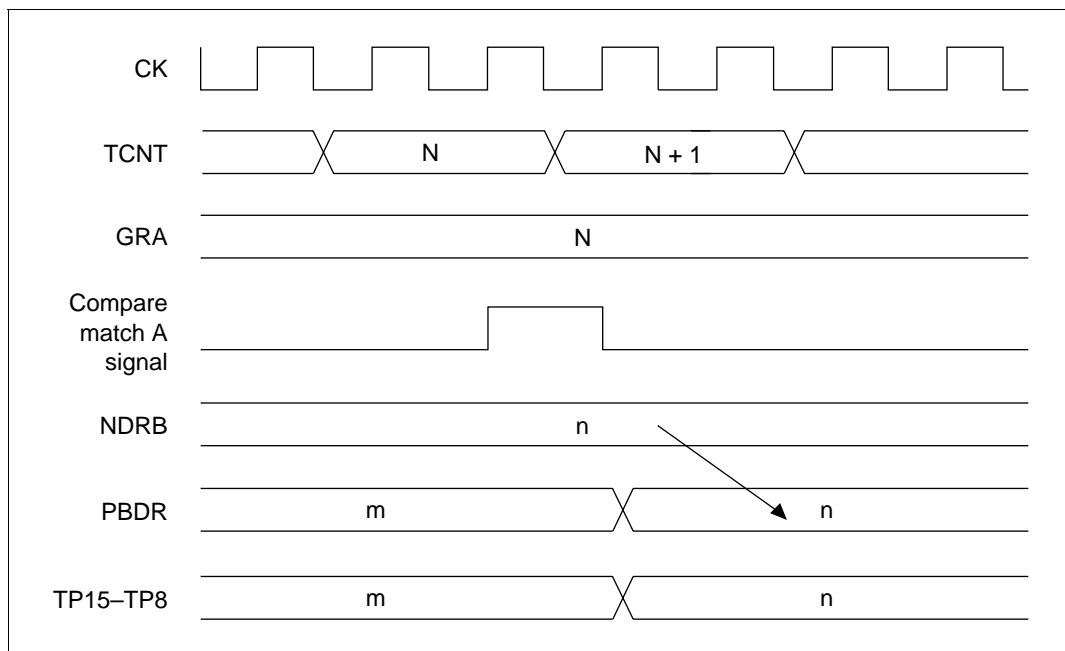 CK
TCNT
N
N + 1
GRA
N
Compare
match A
signal
NDRB
n
PBDR
m
n
TP15–TP8
m
n